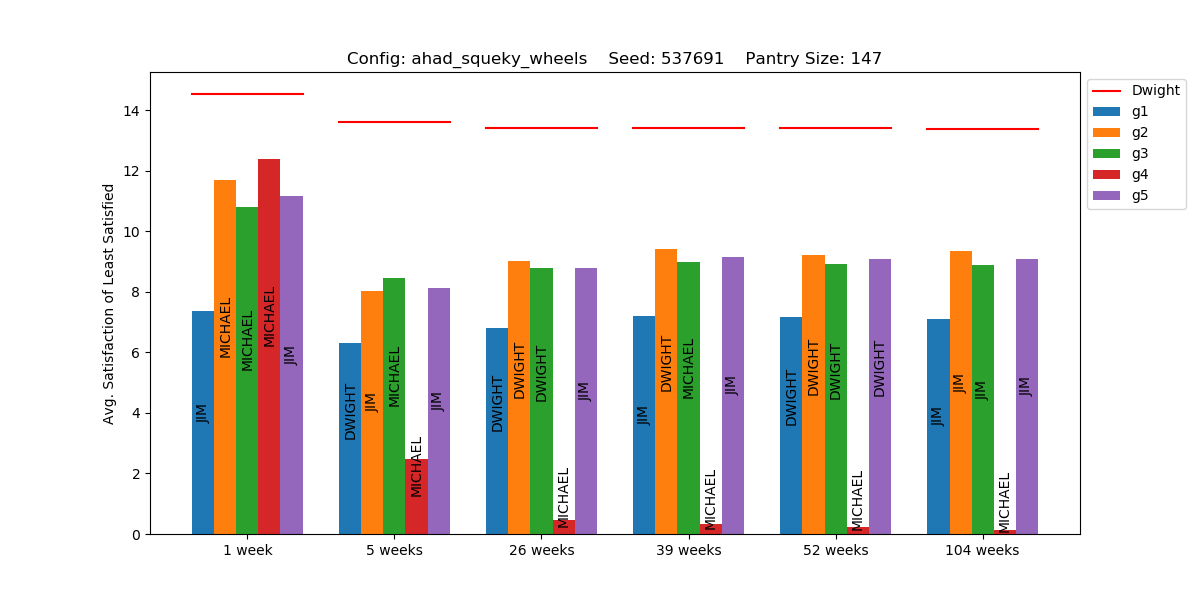 Config: ahad_squeky_wheels    Seed: 537691    Pantry Size: 147
Avg. Satisfaction of Least Satisfied
14
12
10
8
6
4
2
0
JIM
MICHAEL
MICHAEL
MICHAEL
JIM
DWIGHT
JIM
MICHAEL
MICHAEL
JIM
DWIGHT
DWIGHT
DWIGHT
MICHAEL
JIM
JIM
DWIGHT
MICHAEL
MICHAEL
JIM
DWIGHT
DWIGHT
DWIGHT
MICHAEL
DWIGHT
JIM
JIM
JIM
MICHAEL
JIM
1 week
5 weeks
26 weeks
39 weeks
52 weeks
104 weeks
Dwight
g1
g2
g3
g4
g5